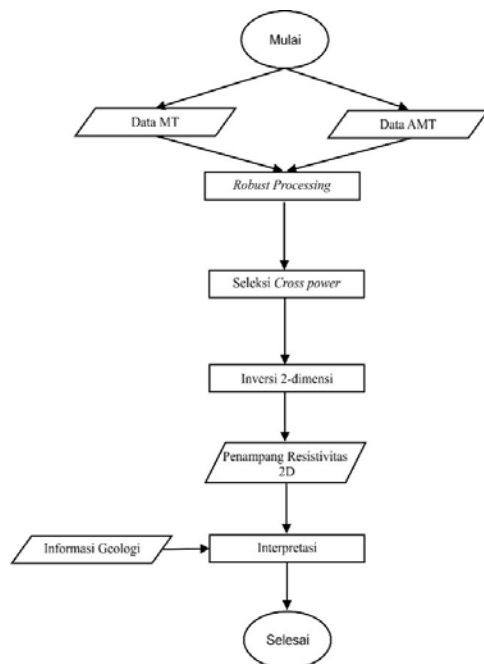 Mulai
Data MT
Data AMT
Robust Processing
Seleksi Cross power
Inversi 2-dimensi
Penampang Resistivitas
2D
Informasi Geologi
Interpretasi
Selesai